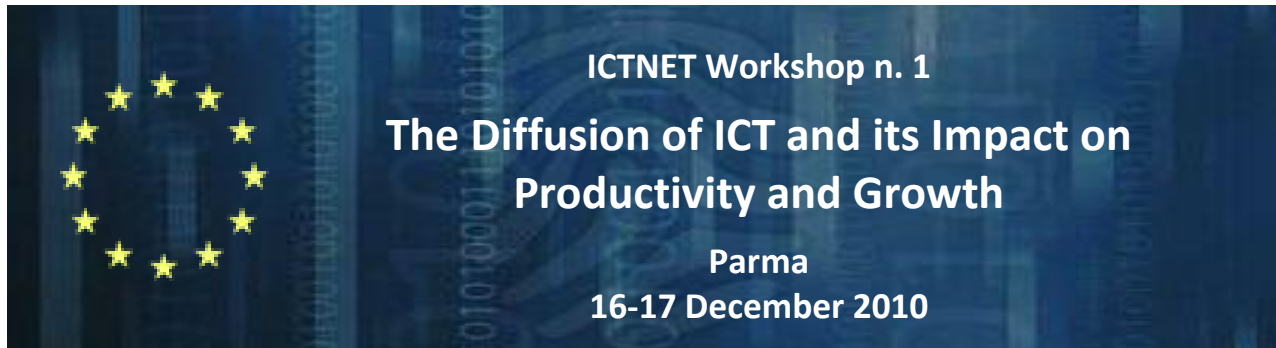 ICTNET Workshop n. 1
The Diffusion of ICT and its Impact on
Productivity and Growth
Parma
16-17 December 2010